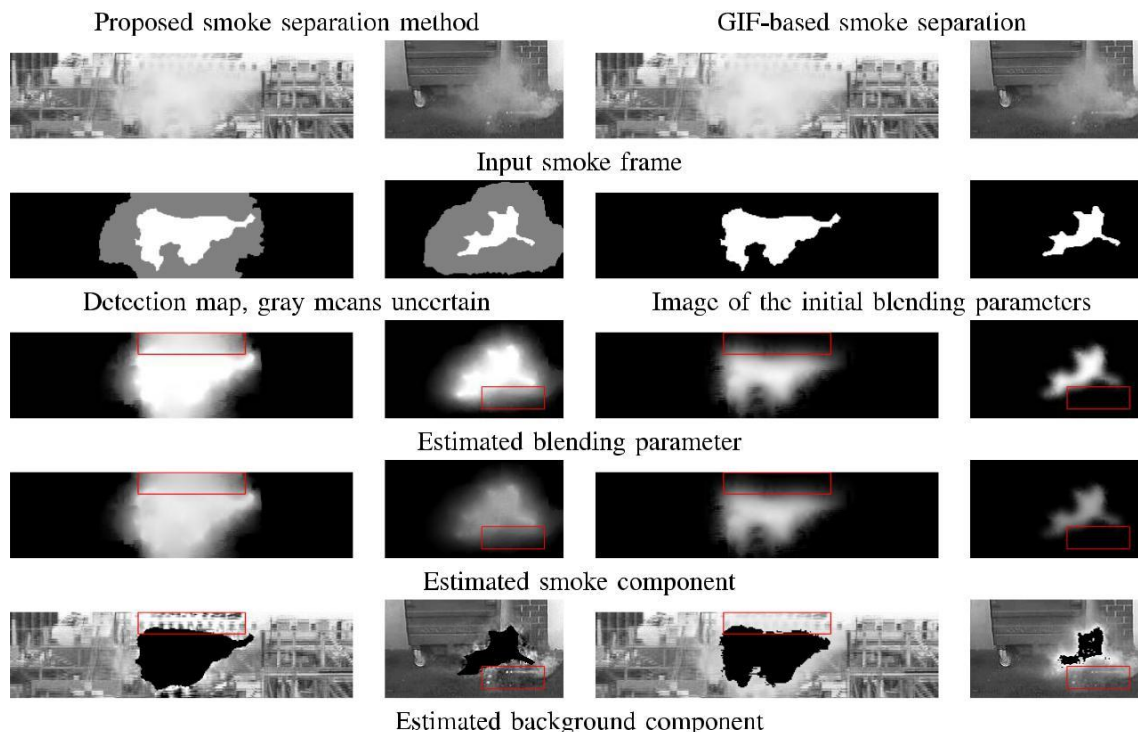 Proposed smoke separation method
GIF-based smoke separation
Input smoke frame
Detection map, gray means uncertain
Image of the initial blending parameters
Estimated blending parameter
Estimated smoke component
Estimated background component